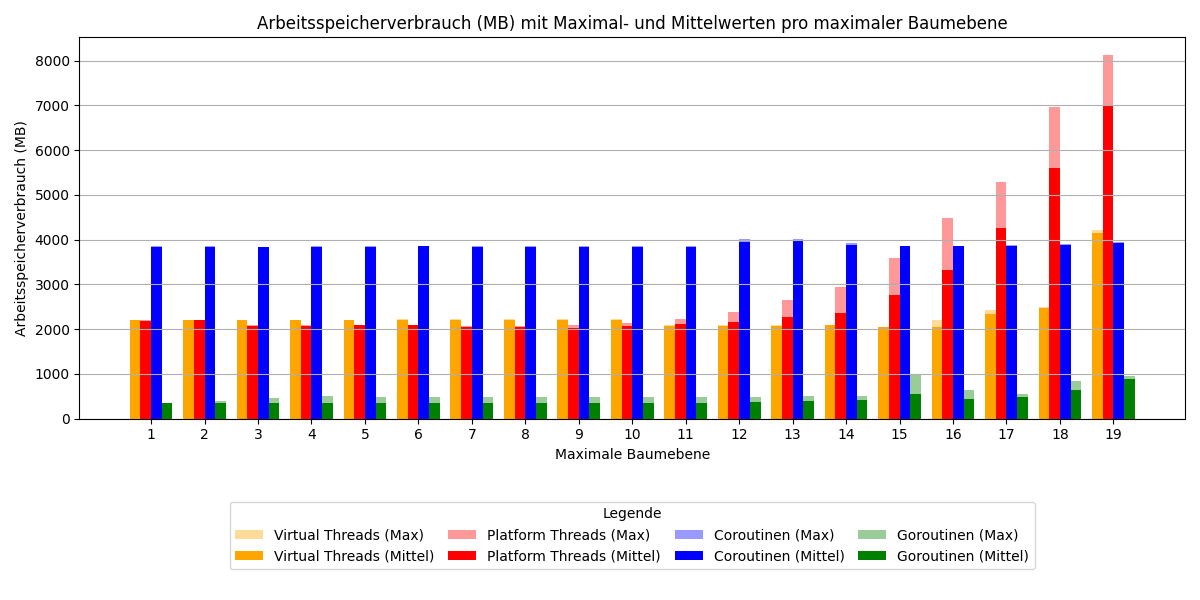 Arbeitsspeicherverbrauch (MB) mit Maximal- und Mittelwerten pro maximaler Baumebene
Arbeitsspeicherverbrauch (MB)
8000
7000
6000
5000
4000
3000
2000
1000
0
1 2 3 4 5 6 7 8 9 10 11 12 13 14 15 16 17 18 19
Maximale Baumebene
Legende
Virtual Threads (Max) Platform Threads (Max) Coroutinen (Max) Goroutinen (Max)
Virtual Threads (Mittel) Platform Threads (Mittel) Coroutinen (Mittel) Goroutinen (Mittel)